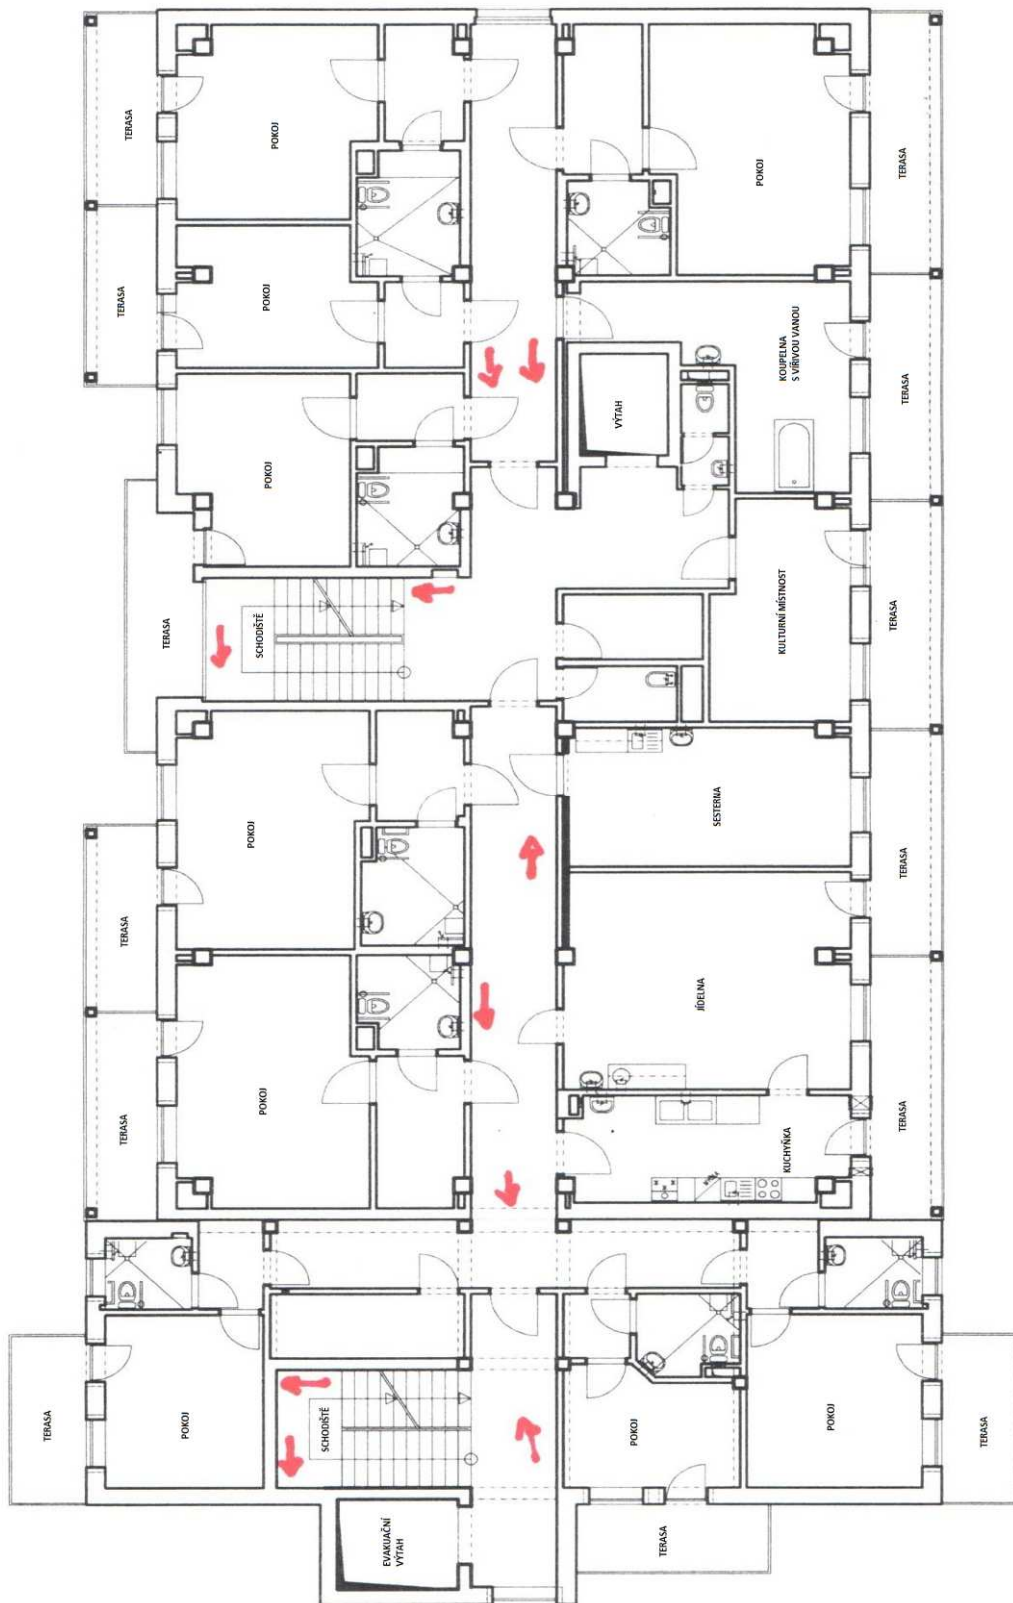 TERASA
POKOJ
POKOJ
TERASA
TERASA
POKOJ
KOUPELNA
S VÍŘIVOU VANOU
TERASA
VÝTAH
POKOJ
TERASA
SCHODIŠTĚ
KULTURNÍ MÍSTNOST
TERASA
POKOJ
SESTERNA
TERASA
TERASA
JÍDELNA
POKOJ
TERASA
KUCHYŇKA
TERASA
TERASA
POKOJ
SCHODIŠTĚ
POKOJ
POKOJ
TERASA
EVAKUAČNÍ
VÝTAH
TERASA